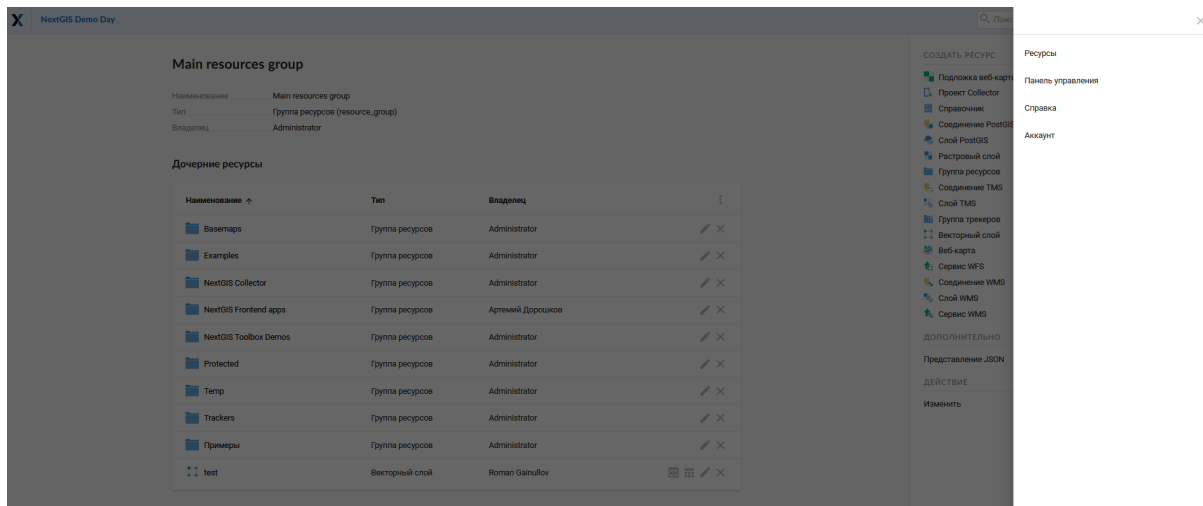 NextGIS Demo Day
Main resources group
Наименование Main resources group
Тип Группа ресурсов (resource_group)
Владелец Administrator
Дочерние ресурсы
Наименование Тип Владелец
Basemaps Группа ресурсов Administrator
Examples Группа ресурсов Administrator
NextGIS Collector Группа ресурсов Administrator
NextGIS Frontend apps Группа ресурсов Артемий Дорошков
NextGIS Toolbox Demos Группа ресурсов Administrator
Protected Группа ресурсов Administrator
Temp Группа ресурсов Administrator
Trackers Группа ресурсов Administrator
Примеры Группа ресурсов Administrator
test Векторный слой Roman Gainullov
СОЗДАТЬ РЕСУРС
Подложка веб-карт
Проект Collector
Справочник
Соединение PostGIS
Слой PostGIS
Растровый слой
Группа ресурсов
Соединение TMS
Слой TMS
Группа трекеров
Векторный слой
Веб-карта
Сервис WFS
Соединение WMS
Слой WMS
Сервис WMS
ДОПОЛНИТЕЛЬНО
Представление JSON
ДЕЙСТВИЕ
Изменить
Ресурсы
Панель управления
Справка
Аккаунт